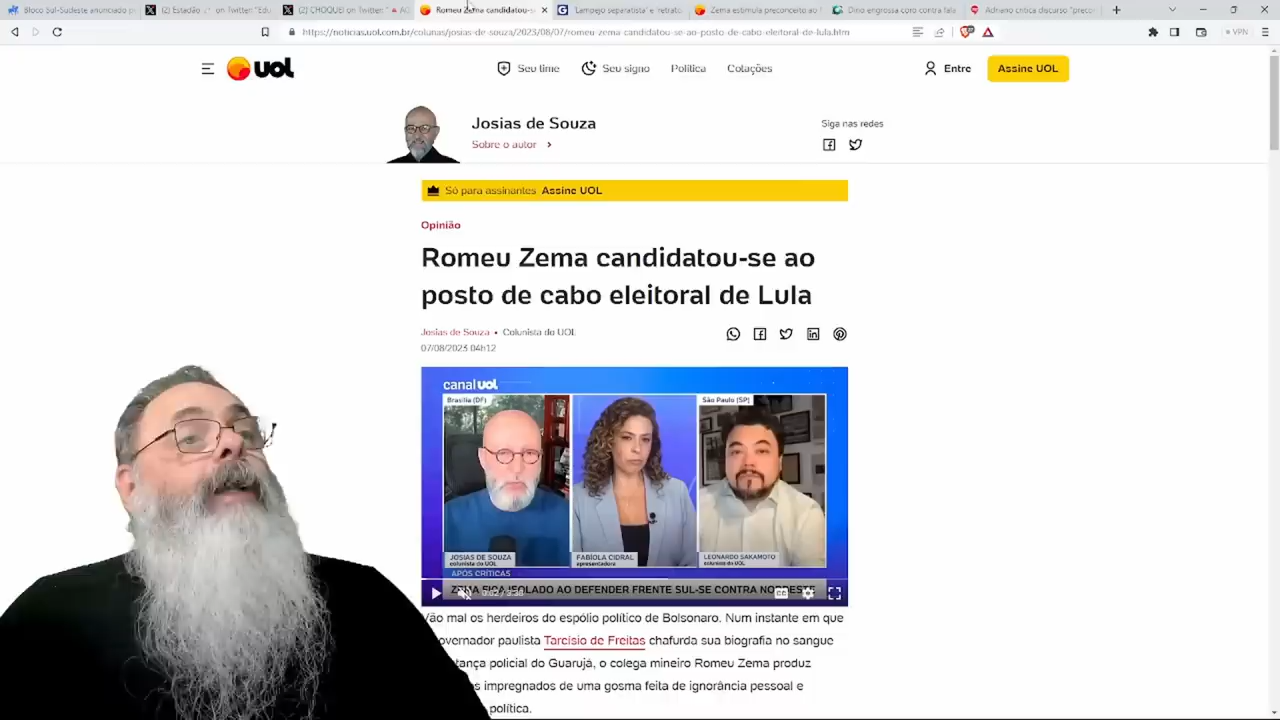 Bloco Sul-Sudeste anunciado p
(2) Estadão
on Twitter: "Edu
(2) CHOQUEI on Twitter:
Romeu Zema candidatou-s
'Lampejo separatista' e retrato
Zema estimula preconceito ao
Dino engrossa coro contra fala
Adriano critica discurso "preco
https://noticias.uol.com.br/colunas/josias-de-souza/2023/08/07/romeu-zema-candidatou-se-ao-posto-de-cabo-eleitoral-de-lula.htm
VPN
UOL
Seu time
Seu signo
Política
Cotações
Entre
Assine UOL
Josias de Souza
Sobre o autor
Siga nas redes
Só para assinantes Assine UOL
Opinião
Romeu Zema candidatou-se ao
posto de cabo eleitoral de Lula
Josias de Souza • Colunista do UOL
07/08/2023 04h12
canal uol
Brasília (DF)
São Paulo (SP)
JOSIAS DE SOUZA
colunista do UOL
FABÍOLA CIDRAL
apresentadora
LEONARDO SAKAMOTO
colunista do UOL
APÓS CRÍTICAS
ZEMA FICA ISOLADO AO DEFENDER FRENTE SUL-SE CONTRA NORDESTE
Vão mal os herdeiros do espólio político de Bolsonaro. Num instante em que
overnador paulista Tarcísio de Freitas chafurda sua biografia no sangue
tança policial do Guarujá, o colega mineiro Romeu Zema produz
os impregnados de uma gosma feita de ignorância pessoal e
política.